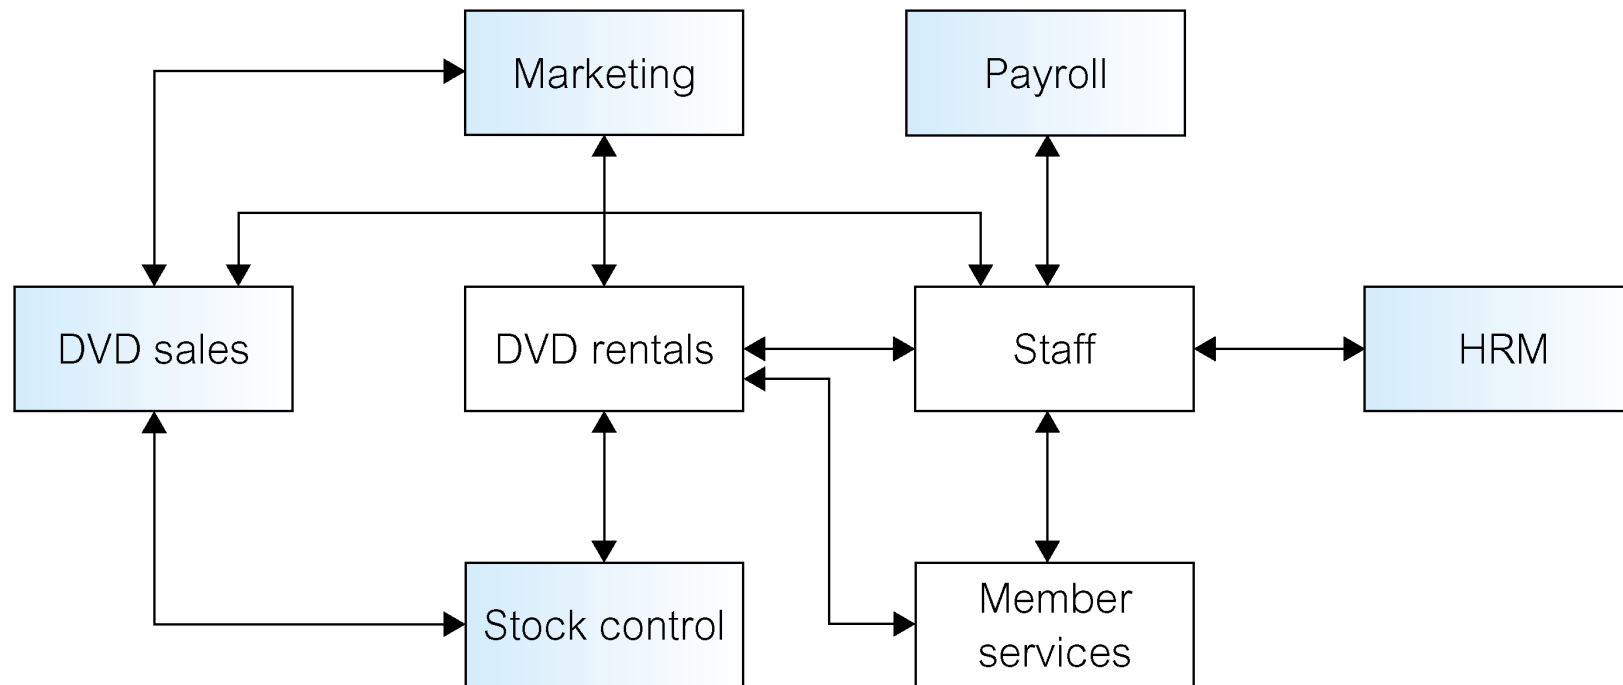 Marketing
Payroll
DVD sales
DVD rentals
Staff
HRM
Stock control
Member
services